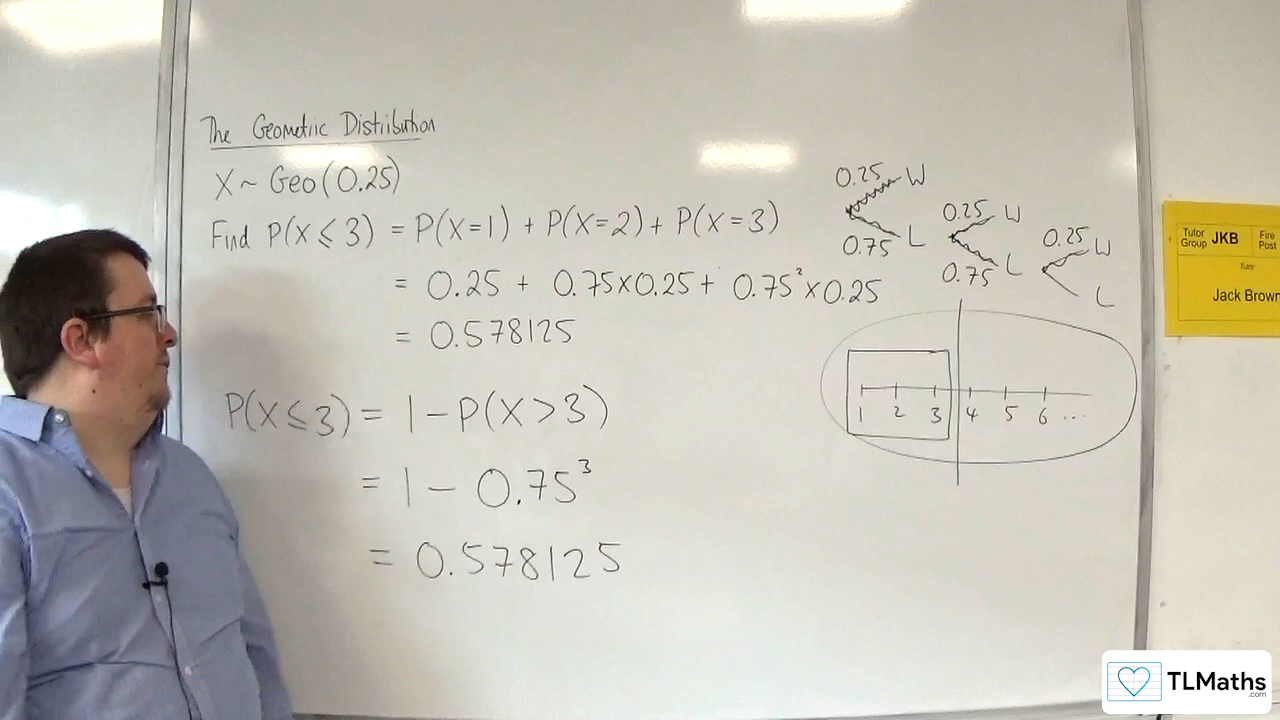 The Geometric Distribution
X ~ Geo(0.25)
Find P(X ⩽ 3) = P(X=1) + P(X=2) + P(X=3)
= 0.25 + 0.75×0.25 + 0.75²×0.25
= 0.578125
P(X ⩽ 3) = 1 − P(X > 3)
= 1 − 0.75³
= 0.578125
0.25 W
0.75 L
0.25 W
0.75 L
0.25 W
L
1 2 3 4 5 6 ...
Tutor Group JKB
Fire Post
Tutor
Jack Brown
TLMaths
.com